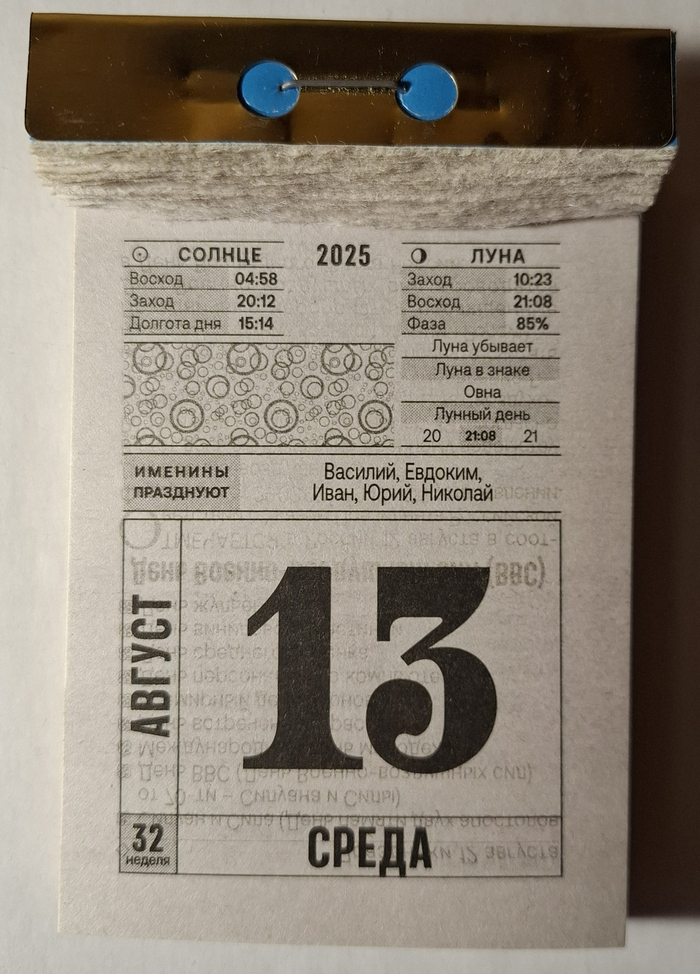 СОЛНЦЕ
Восход 04:58
Заход 20:12
Долгота дня 15:14
2025
ЛУНА
Заход 10:23
Восход 21:08
Фаза 85%
Луна убывает
Луна в знаке
Овна
Лунный день
20 21:08 21
ИМЕНИНЫ
ПРАЗДНУЮТ
Василий, Евдоким,
Иван, Юрий, Николай
АВГУСТ
13
32
неделя
СРЕДА